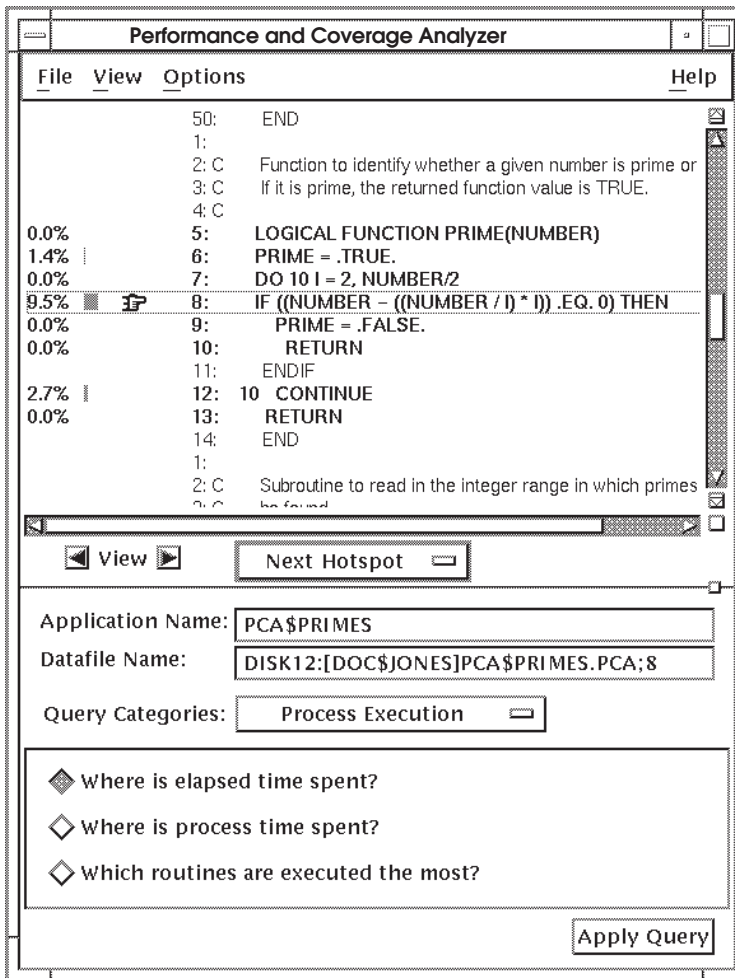 Performance and Coverage Analyzer
File View Options Help
50: END
1:
2: C Function to identify whether a given number is prime or
3: C If it is prime, the returned function value is TRUE.
4: C
0.0% 5: LOGICAL FUNCTION PRIME(NUMBER)
1.4% 6: PRIME = .TRUE.
0.0% 7: DO 10 I = 2, NUMBER/2
9.5% 8: IF ((NUMBER – ((NUMBER / I) * I)) .EQ. 0) THEN
0.0% 9: PRIME = .FALSE.
0.0% 10: RETURN
11: ENDIF
2.7% 12: 10 CONTINUE
0.0% 13: RETURN
14: END
1:
2: C Subroutine to read in the integer range in which primes
View Next Hotspot
Application Name: PCA$PRIMES
Datafile Name: DISK12:[DOC$JONES]PCA$PRIMES.PCA;8
Query Categories: Process Execution
Where is elapsed time spent?
Where is process time spent?
Which routines are executed the most?
Apply Query